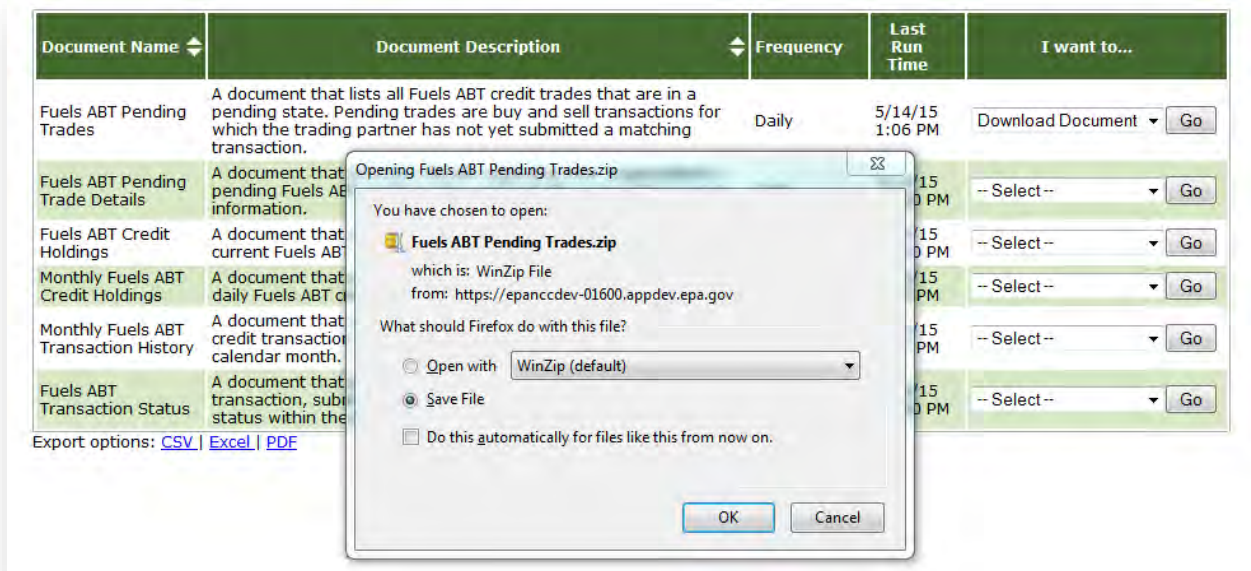 Document Name
Document Description
Frequency
Last
Run
Time
I want to...
Fuels ABT Pending
Trades
A document that lists all Fuels ABT credit trades that are in a
pending state. Pending trades are buy and sell transactions for
which the trading partner has not yet submitted a matching
transaction.
Daily
5/14/15
1:06 PM
Download Document
Go
Fuels ABT Pending
Trade Details
A document that
pending Fuels AB
information.
/15
PM
-- Select --
Go
Fuels ABT Credit
Holdings
A document that
current Fuels ABT
/15
PM
-- Select --
Go
Monthly Fuels ABT
Credit Holdings
A document that
daily Fuels ABT c
/15
PM
-- Select --
Go
Monthly Fuels ABT
Transaction History
A document that
credit transaction
calendar month.
/15
PM
-- Select --
Go
Fuels ABT
Transaction Status
A document that
transaction, sub
status within the
/15
PM
-- Select --
Go
Export options: CSV | Excel | PDF
Opening Fuels ABT Pending Trades.zip
You have chosen to open:
Fuels ABT Pending Trades.zip
which is: WinZip File
from: https://epanccdev-01600.appdev.epa.gov
What should Firefox do with this file?
Open with
WinZip (default)
Save File
Do this automatically for files like this from now on.
OK
Cancel